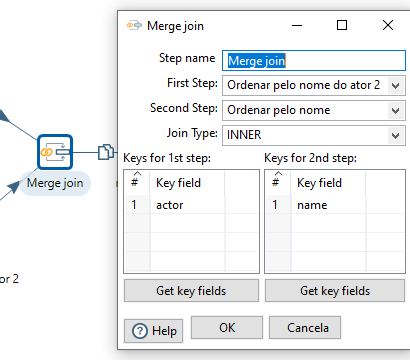 Merge join
Step name
Merge join
First Step:
Ordenar pelo nome do ator 2
Second Step:
Ordenar pelo nome
Join Type:
INNER
Keys for 1st step:
Keys for 2nd step:
# Key field
1 actor
# Key field
1 name
Get key fields
Get key fields
Help
OK
Cancela
Merge join
or 2